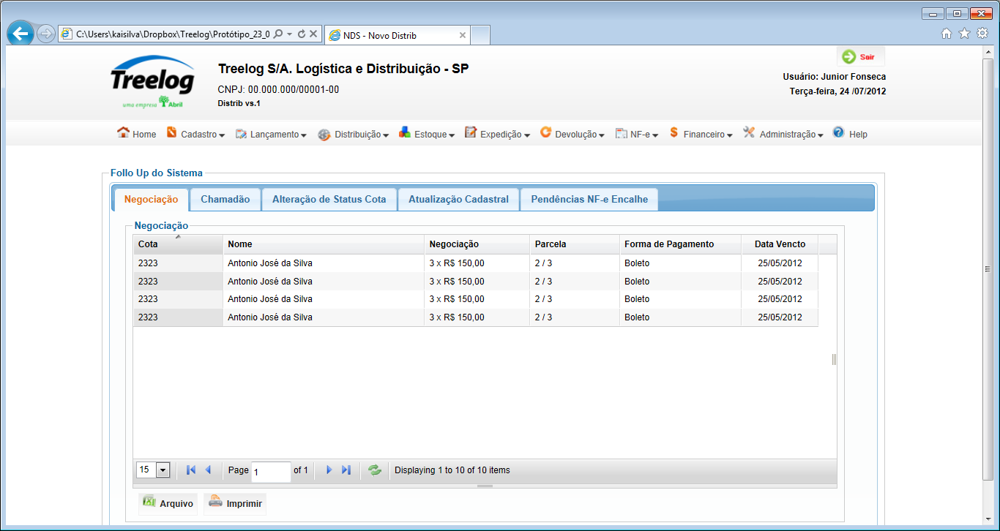 C:\Users\kaisilva\Dropbox\Treelog\Protótipo_23_0
NDS - Novo Distrib
Sair
Treelog
uma empresa Abril
Treelog S/A. Logística e Distribuição - SP
CNPJ: 00.000.000/00001-00
Distrib vs.1
Usuário: Junior Fonseca
Terça-feira, 24 /07/2012
Home Cadastro Lançamento Distribuição Estoque Expedição Devolução NF-e Financeiro Administração Help
Follo Up do Sistema
Negociação Chamadão Alteração de Status Cota Atualização Cadastral Pendências NF-e Encalhe
Negociação
Cota Nome Negociação Parcela Forma de Pagamento Data Vencto
2323 Antonio José da Silva 3 x R$ 150,00 2 / 3 Boleto 25/05/2012
2323 Antonio José da Silva 3 x R$ 150,00 2 / 3 Boleto 25/05/2012
2323 Antonio José da Silva 3 x R$ 150,00 2 / 3 Boleto 25/05/2012
2323 Antonio José da Silva 3 x R$ 150,00 2 / 3 Boleto 25/05/2012
15 Page 1 of 1 Displaying 1 to 10 of 10 items
Arquivo Imprimir